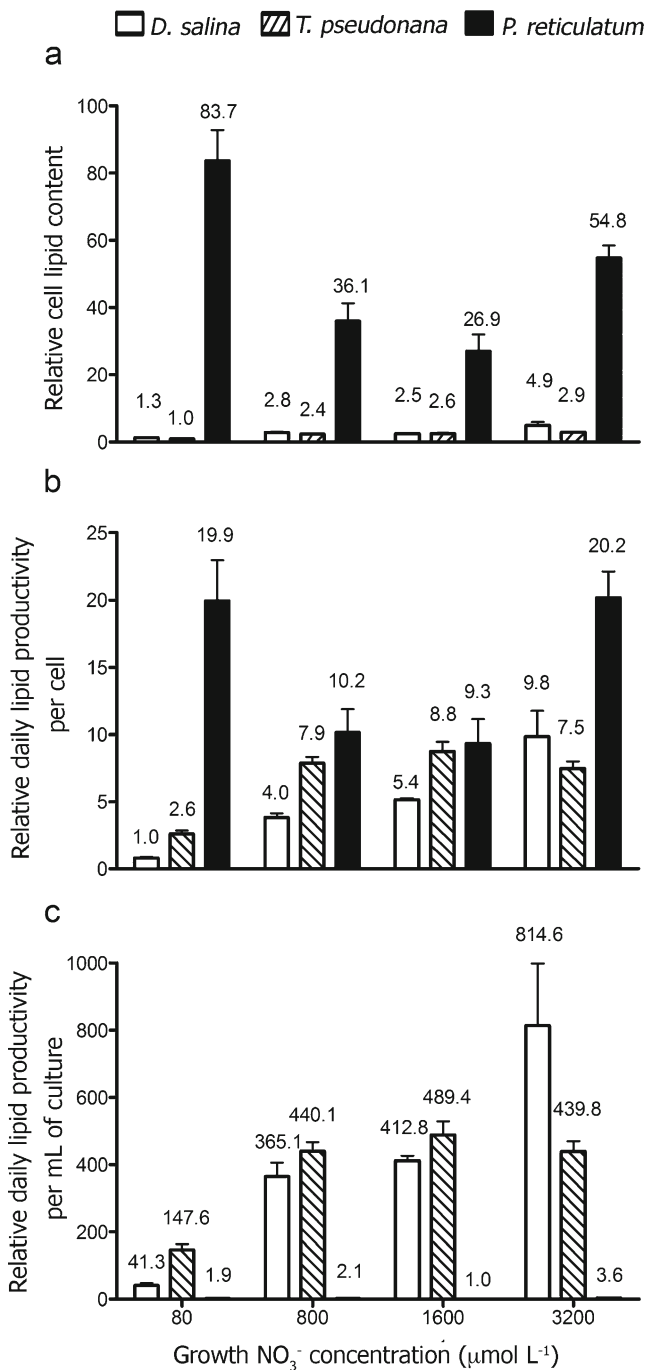 D. salina T. pseudonana P. reticulatum
a
Relative cell lipid content
100
80
60
40
20
0
1.3 1.0 83.7 2.8 2.4 36.1 2.5 2.6 26.9 4.9 2.9 54.8
b
Relative daily lipid productivity
per cell
25
20
15
10
5
0
1.0 2.6 19.9 4.0 7.9 10.2 5.4 8.8 9.3 9.8 7.5 20.2
c
Relative daily lipid productivity
per mL of culture
1000
800
600
400
200
0
41.3 147.6 1.9 365.1 440.1 2.1 412.8 489.4 1.0 814.6 439.8 3.6
80 800 1600 3200
Growth NO₃⁻ concentration (μmol L⁻¹)